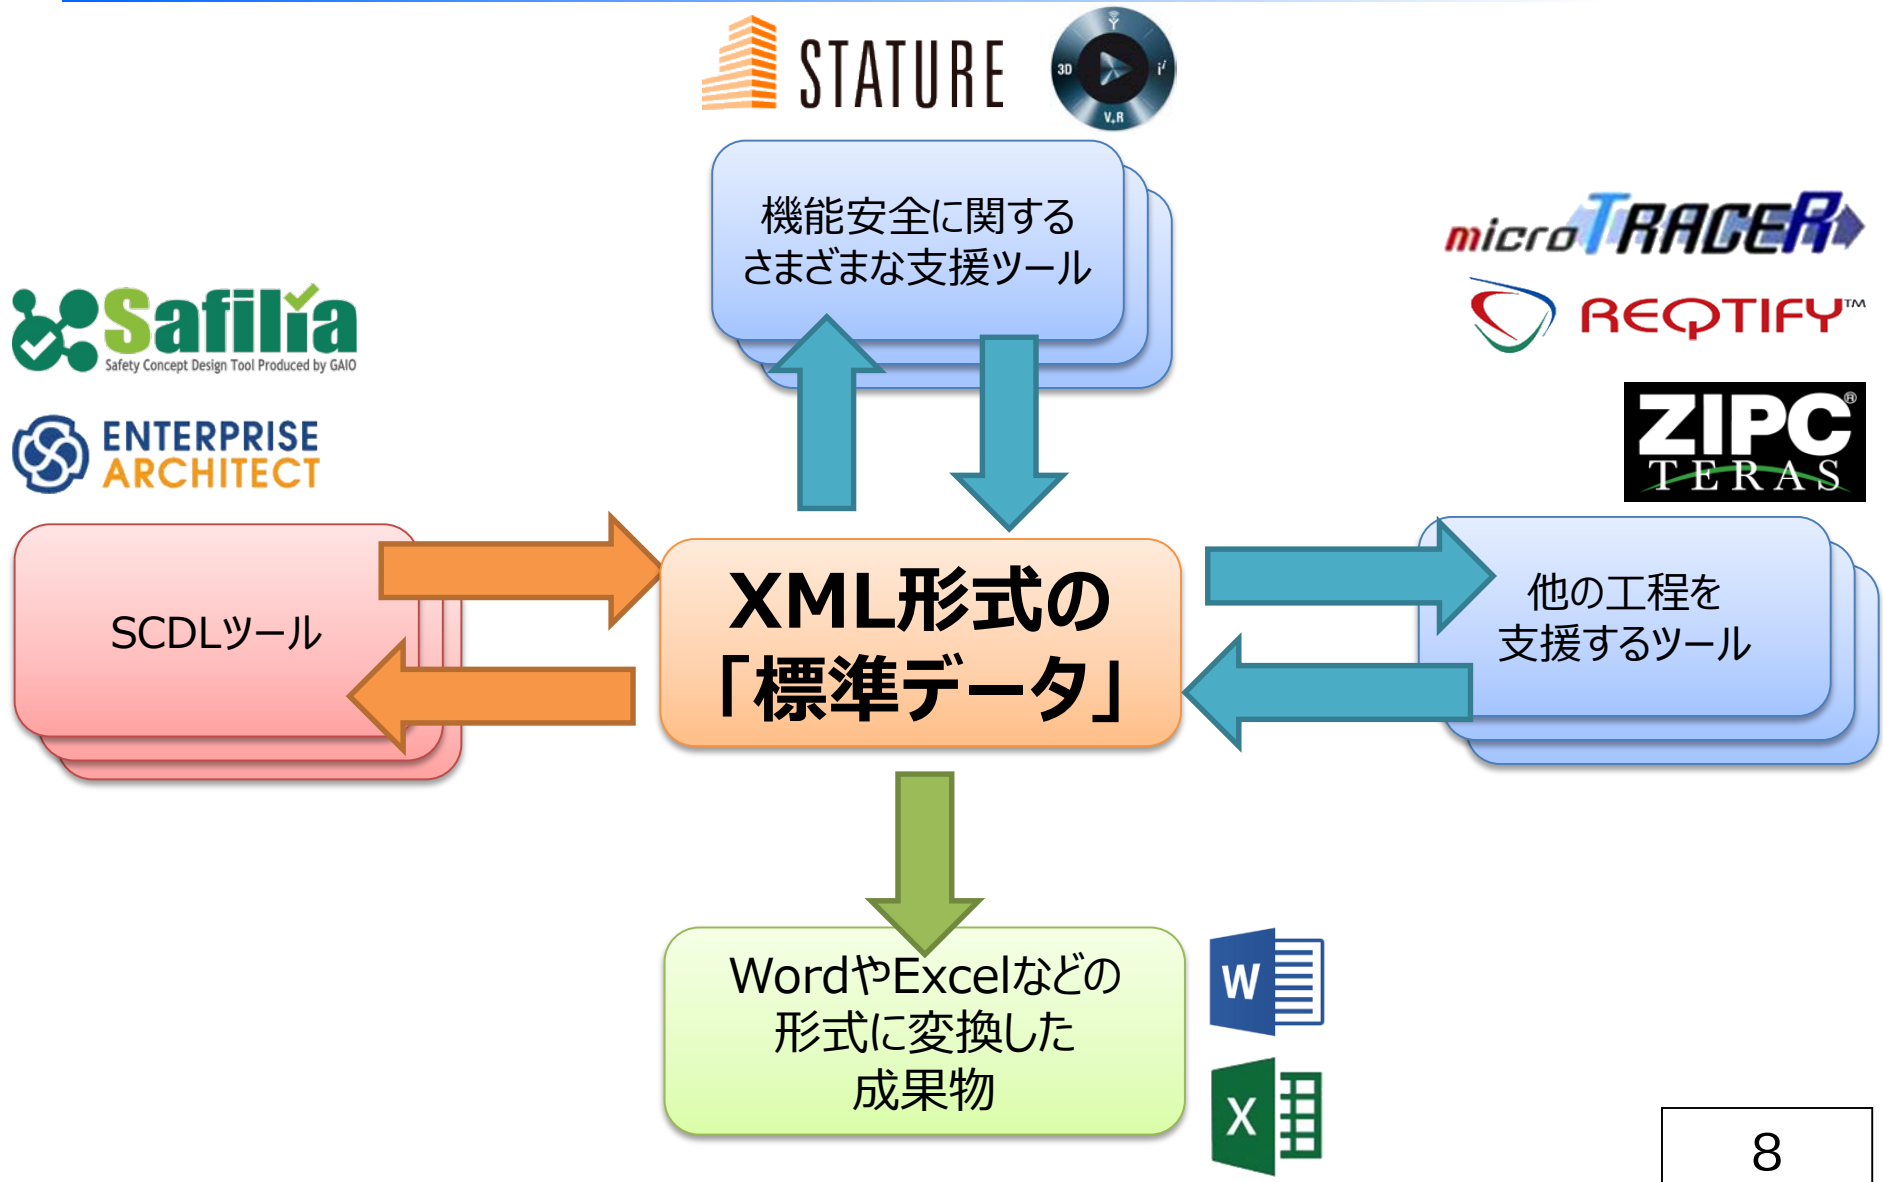 STATURE
3D
i²
V+R
機能安全に関する
さまざまな支援ツール
microTRACER
REQTIFY™
ZIPC®
TERAS
Safilia
Safety Concept Design Tool Produced by GAIO
ENTERPRISE
ARCHITECT
SCDLツール
XML形式の
「標準データ」
他の工程を
支援するツール
WordやExcelなどの
形式に変換した
成果物
W
X
8